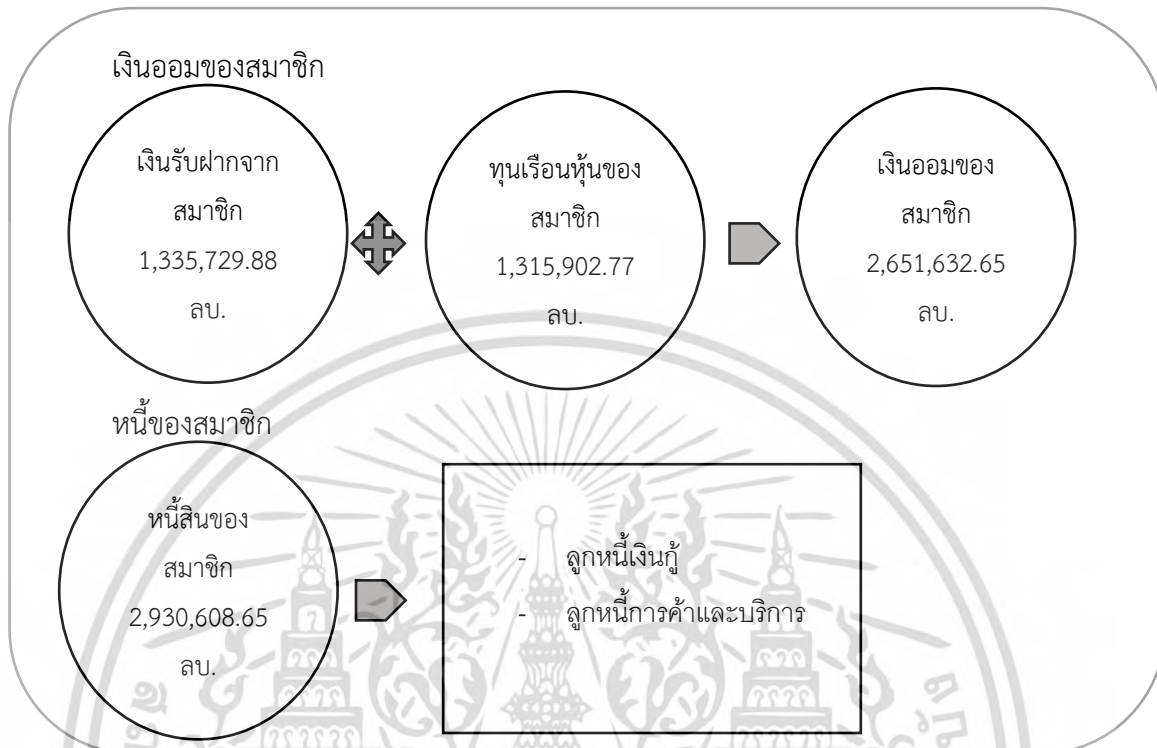 เงินออมของสมาชิก
เงินรับฝากจาก
สมาชิก
1,335,729.88
ลบ.
ทุนเรือนหุ้นของ
สมาชิก
1,315,902.77
ลบ.
เงินออมของ
สมาชิก
2,651,632.65
ลบ.
หนี้ของสมาชิก
หนี้สินของ
สมาชิก
2,930,608.65
ลบ.
- ลูกหนี้เงินกู้
- ลูกหนี้การค้าและบริการ